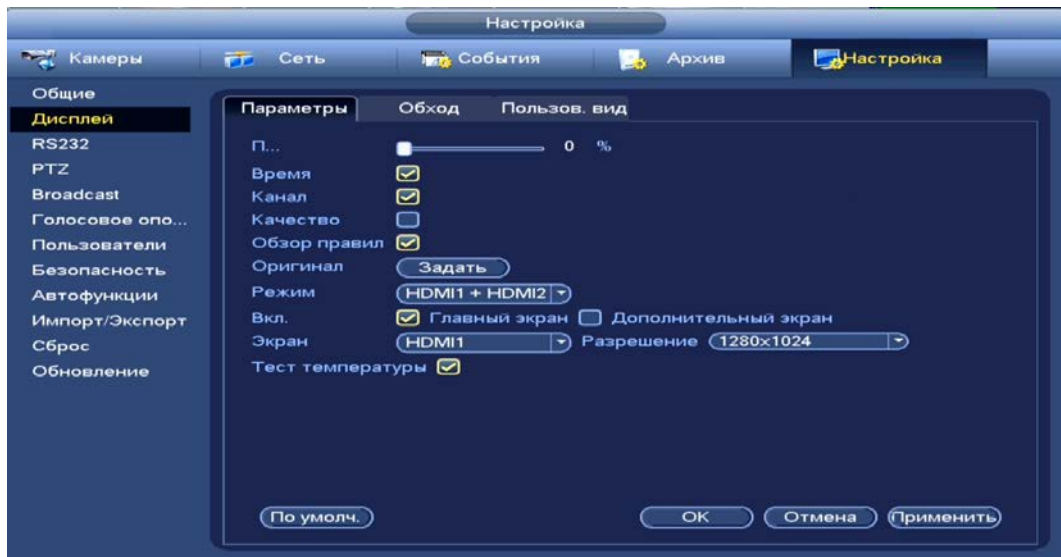 Настройка
Камеры Сеть События Архив Настройка
Общие
Дисплей
RS232
PTZ
Broadcast
Голосовое опо...
Пользователи
Безопасность
Автофункции
Импорт/Экспорт
Сброс
Обновление
Параметры Обход Пользов. вид
П... 0 %
Время
Канал
Качество
Обзор правил
Оригинал Задать
Режим HDMI1 + HDMI2
Вкл. Главный экран Дополнительный экран
Экран HDMI1 Разрешение 1280×1024
Тест температуры
По умолч. OK Отмена Применить